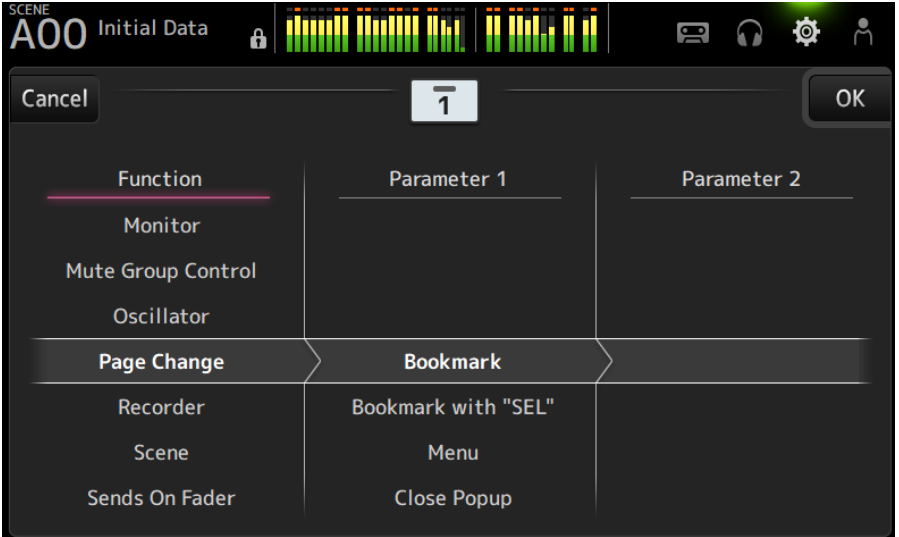 SCENE
A00 Initial Data
Cancel
1
OK
Function Parameter 1 Parameter 2
Monitor
Mute Group Control
Oscillator
Page Change Bookmark
Recorder Bookmark with "SEL"
Scene Menu
Sends On Fader Close Popup